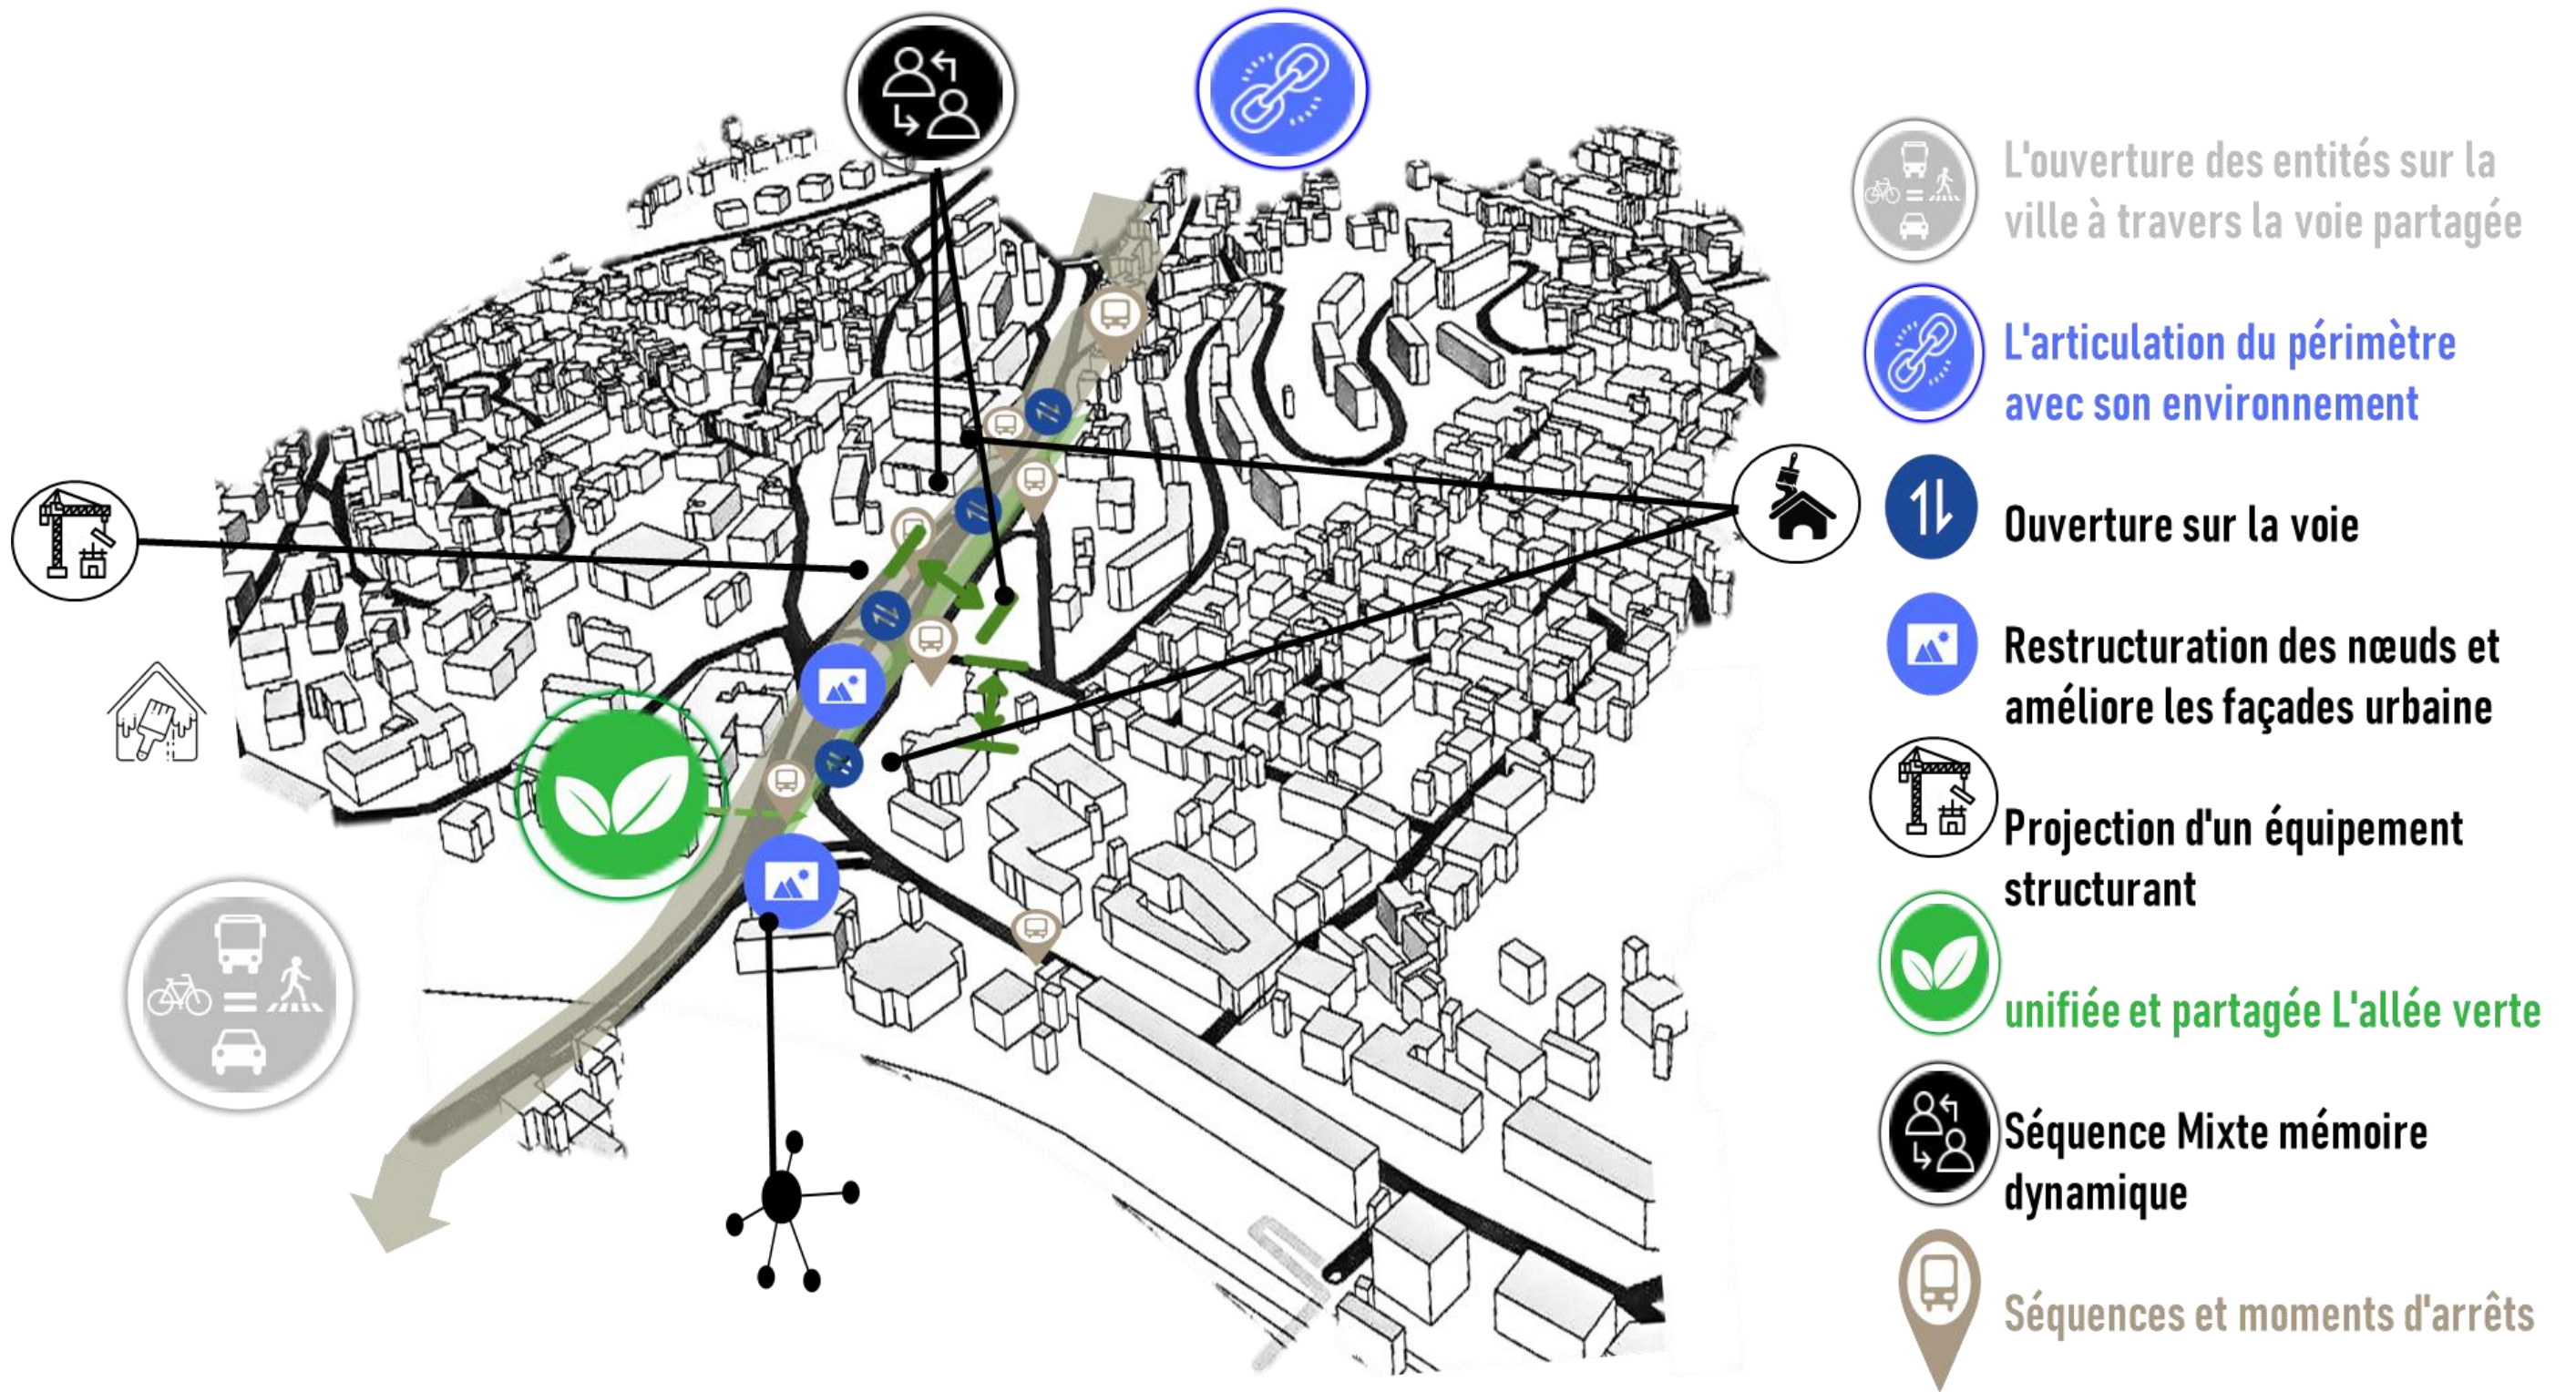 L'ouverture des entités sur la
ville à travers la voie partagée
L'articulation du périmètre
avec son environnement
Ouverture sur la voie
Restructuration des nœuds et
améliore les façades urbaine
Projection d'un équipement
structurant
unifiée et partagée L'allée verte
Séquence Mixte mémoire
dynamique
Séquences et moments d'arrêts